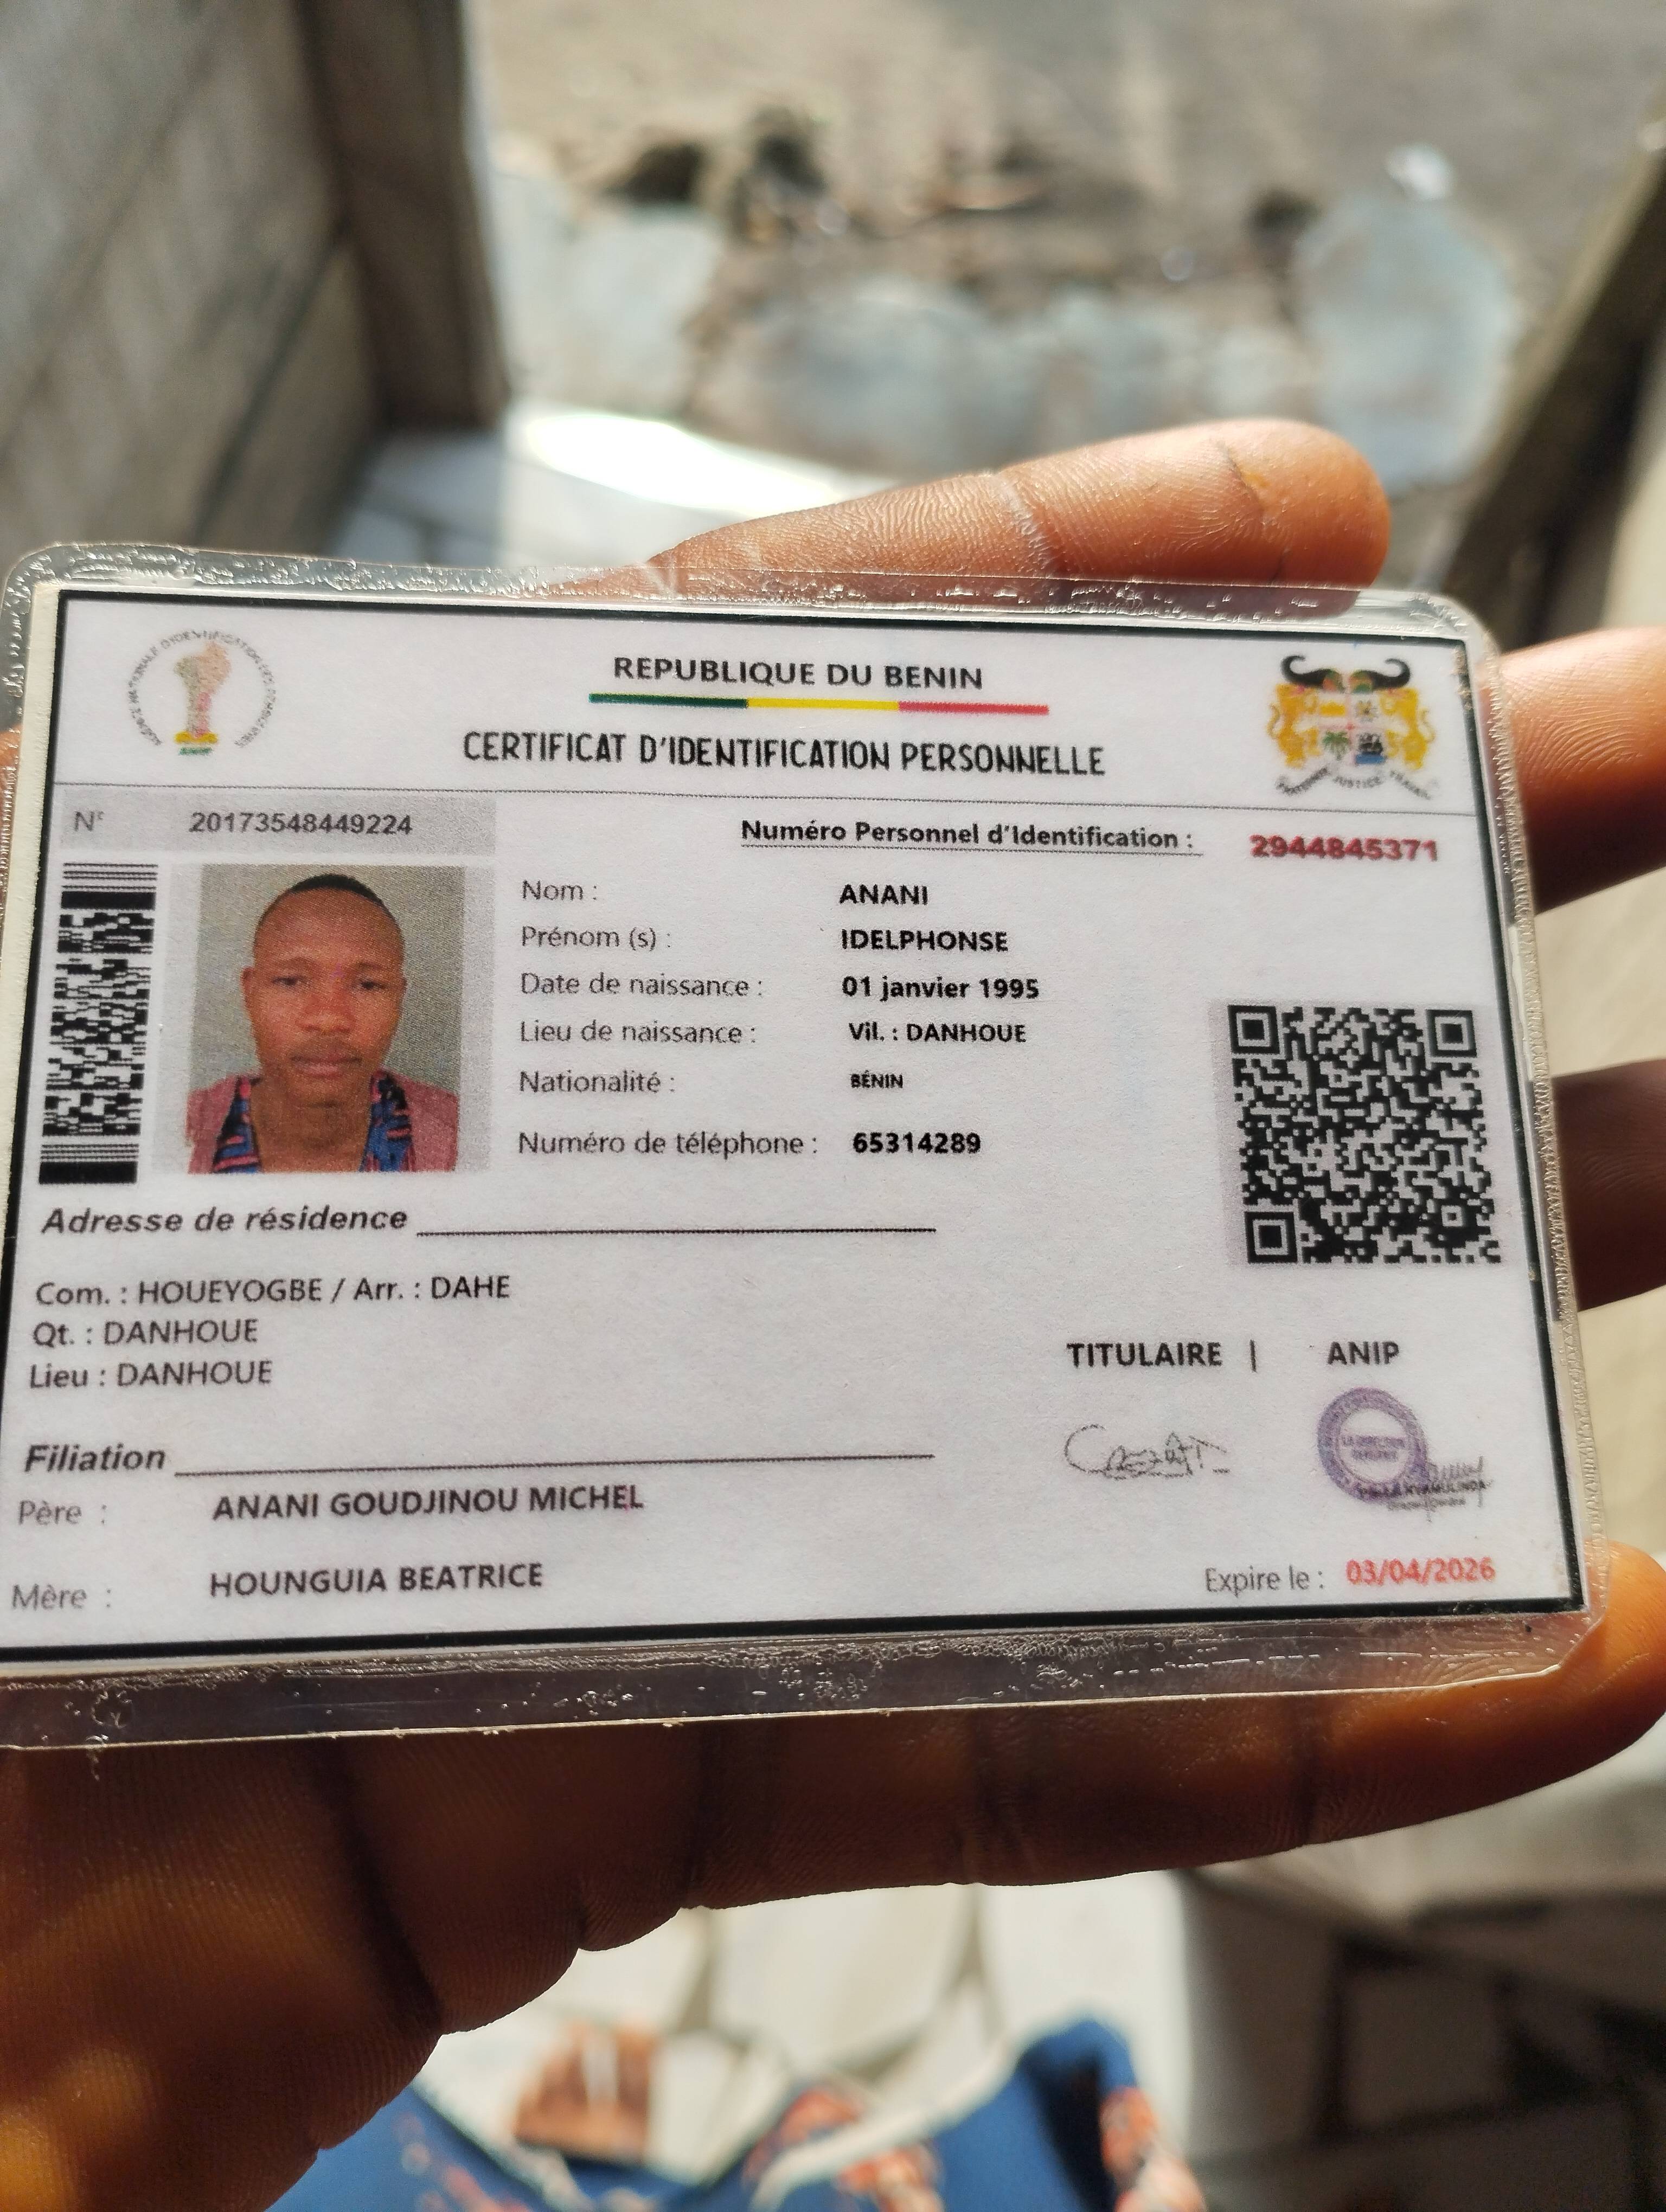 REPUBLIQUE DU BENIN
CERTIFICAT D'IDENTIFICATION PERSONNELLE
ANIP
N° 20173548449224
Numéro Personnel d'Identification : 2944845371
Nom : ANANI
Prénom (s) : IDELPHONSE
Date de naissance : 01 janvier 1995
Lieu de naissance : Vil. : DANHOUE
Nationalité : BÉNIN
Numéro de téléphone : 65314289
Adresse de résidence
Com. : HOUEYOGBE / Arr. : DAHE
Qt. : DANHOUE
Lieu : DANHOUE
TITULAIRE | ANIP
Filiation
Père : ANANI GOUDJINOU MICHEL
Mère : HOUNGUIA BEATRICE
Expire le : 03/04/2026